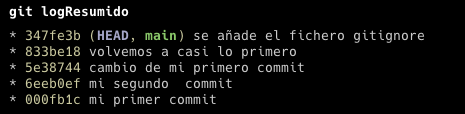 git logResumido
* 347fe3b (HEAD, main) se añade el fichero gitignore
* 833be18 volvemos a casi lo primero
* 5e38744 cambio de mi primero commit
* 6eeb0ef mi segundo  commit
* 000fb1c mi primer commit